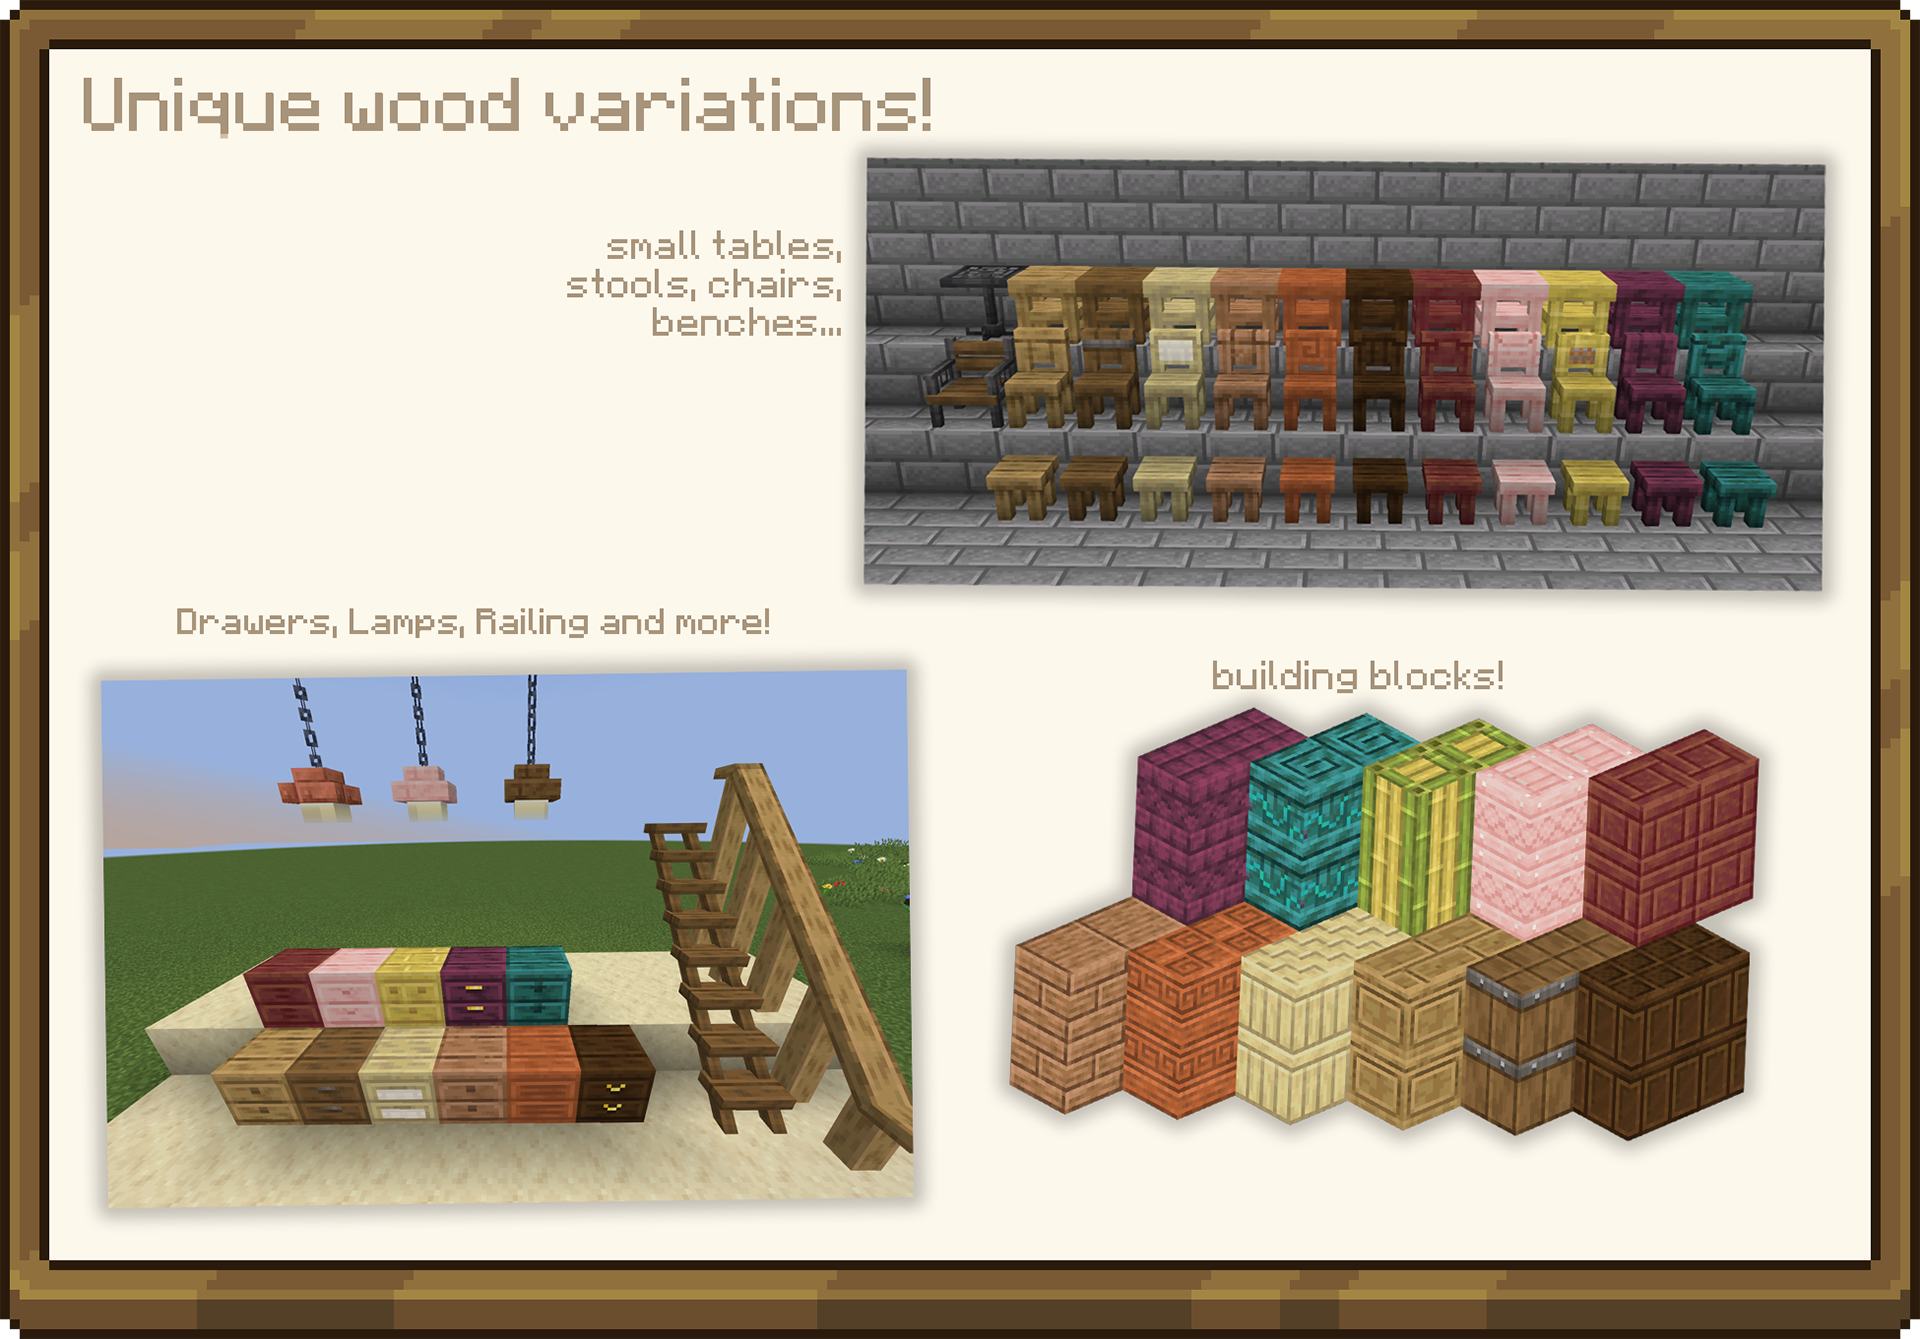 Unique wood variations!
small tables,
stools, chairs,
benches...
Drawers, Lamps, Railing and more!
building blocks!